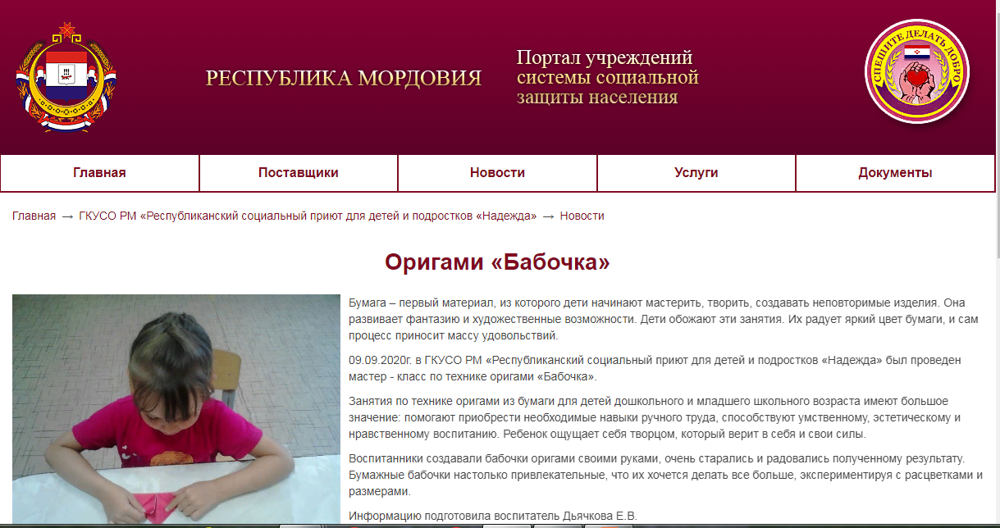 РЕСПУБЛИКА МОРДОВИЯ
Портал учреждений
системы социальной
защиты населения
СПЕШИТЕ ДЕЛАТЬ ДОБРО
Главная
Поставщики
Новости
Услуги
Документы
Главная → ГКУСО РМ «Республиканский социальный приют для детей и подростков «Надежда» → Новости
Оригами «Бабочка»
Бумага – первый материал, из которого дети начинают мастерить, творить, создавать неповторимые изделия. Она
развивает фантазию и художественные возможности. Дети обожают эти занятия. Их радует яркий цвет бумаги, и сам
процесс приносит массу удовольствий.
09.09.2020г. в ГКУСО РМ «Республиканский социальный приют для детей и подростков «Надежда» был проведен
мастер - класс по технике оригами «Бабочка».
Занятия по технике оригами из бумаги для детей дошкольного и младшего школьного возраста имеют большое
значение: помогают приобрести необходимые навыки ручного труда, способствуют умственному, эстетическому и
нравственному воспитанию. Ребенок ощущает себя творцом, который верит в себя и свои силы.
Воспитанники создавали бабочки оригами своими руками, очень старались и радовались полученному результату.
Бумажные бабочки настолько привлекательные, что их хочется делать все больше, экспериментируя с расцветками и
размерами.
Информацию подготовила воспитатель Дьячкова Е.В.